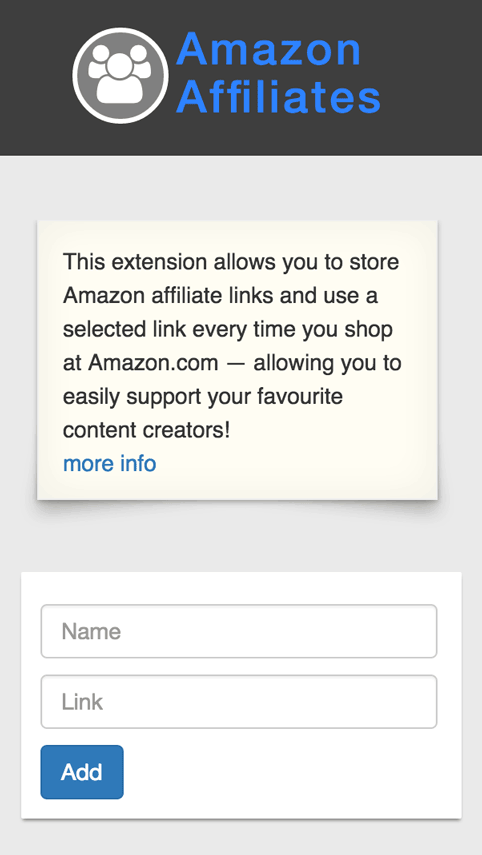 Amazon
Affiliates
This extension allows you to store
Amazon affiliate links and use a
selected link every time you shop
at Amazon.com — allowing you to
easily support your favourite
content creators!
more info
Name
Link
Add